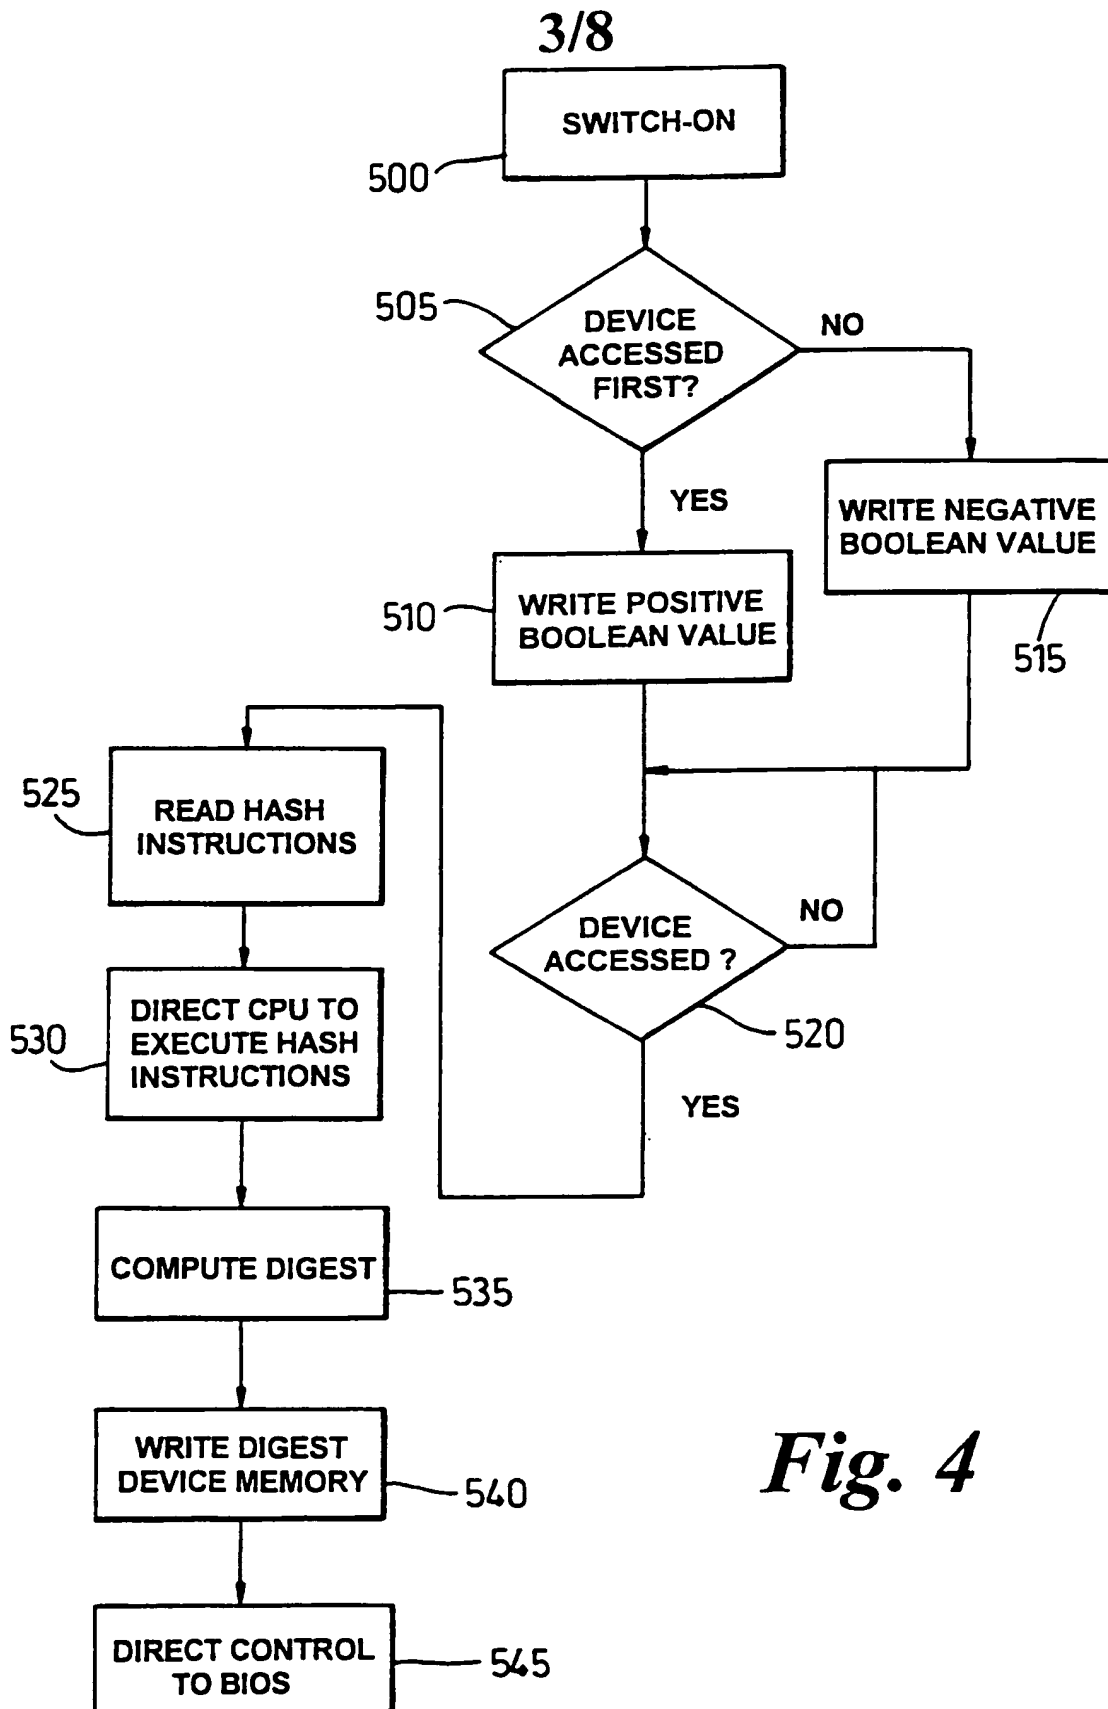 3/8
SWITCH-ON
500
505
DEVICE
ACCESSED
FIRST?
NO
YES
WRITE NEGATIVE
BOOLEAN VALUE
515
510
WRITE POSITIVE
BOOLEAN VALUE
525
READ HASH
INSTRUCTIONS
DEVICE
ACCESSED ?
NO
520
YES
530
DIRECT CPU TO
EXECUTE HASH
INSTRUCTIONS
COMPUTE DIGEST
535
WRITE DIGEST
DEVICE MEMORY
540
DIRECT CONTROL
TO BIOS
545
Fig. 4